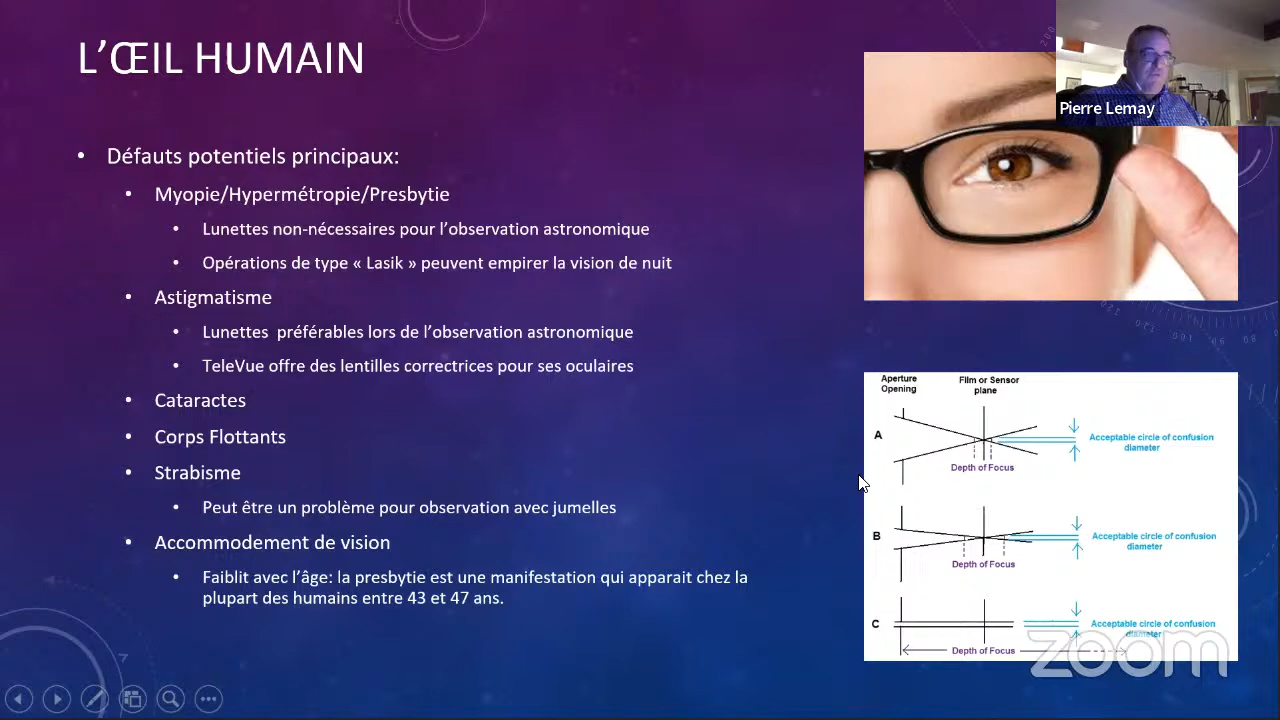 L’ŒIL HUMAIN
Pierre Lemay
• Défauts potentiels principaux:
• Myopie/Hypermétropie/Presbytie
• Lunettes non-nécessaires pour l’observation astronomique
• Opérations de type « Lasik » peuvent empirer la vision de nuit
• Astigmatisme
• Lunettes préférables lors de l’observation astronomique
• TeleVue offre des lentilles correctrices pour ses oculaires
• Cataractes
• Corps Flottants
• Strabisme
• Peut être un problème pour observation avec jumelles
• Accommodement de vision
• Faiblit avec l’âge: la presbytie est une manifestation qui apparait chez la
plupart des humains entre 43 et 47 ans.
Aperture
Opening
Film or Sensor
plane
A
Acceptable circle of confusion
diameter
Depth of Focus
B
Acceptable circle of confusion
diameter
Depth of Focus
C
Acceptable circle of confusion
diameter
Depth of Focus
zoom